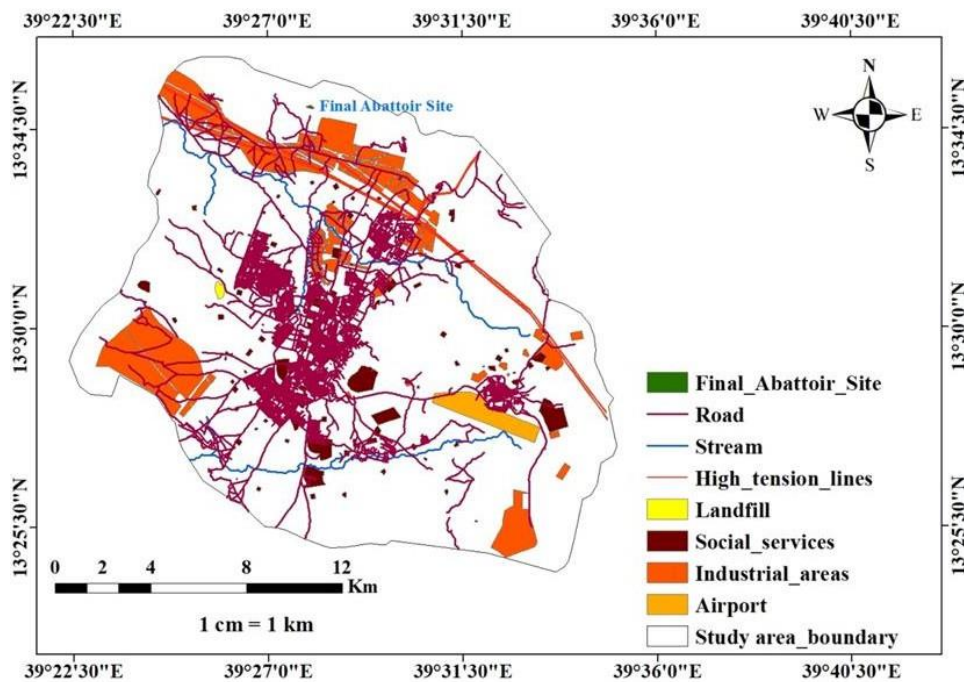 39°22'30"E 39°27'0"E 39°31'30"E 39°36'0"E 39°40'30"E
13°34'30"N
13°30'0"N
13°25'30"N
Final Abattoir Site
N
W E
S
13°34'30"N
13°30'0"N
13°25'30"N
Final_Abattoir_Site
Road
Stream
High_tension_lines
Landfill
Social_services
Industrial_areas
Airport
Study area_boundary
0 2 4 8 12
Km
1 cm = 1 km
39°22'30"E 39°27'0"E 39°31'30"E 39°36'0"E 39°40'30"E